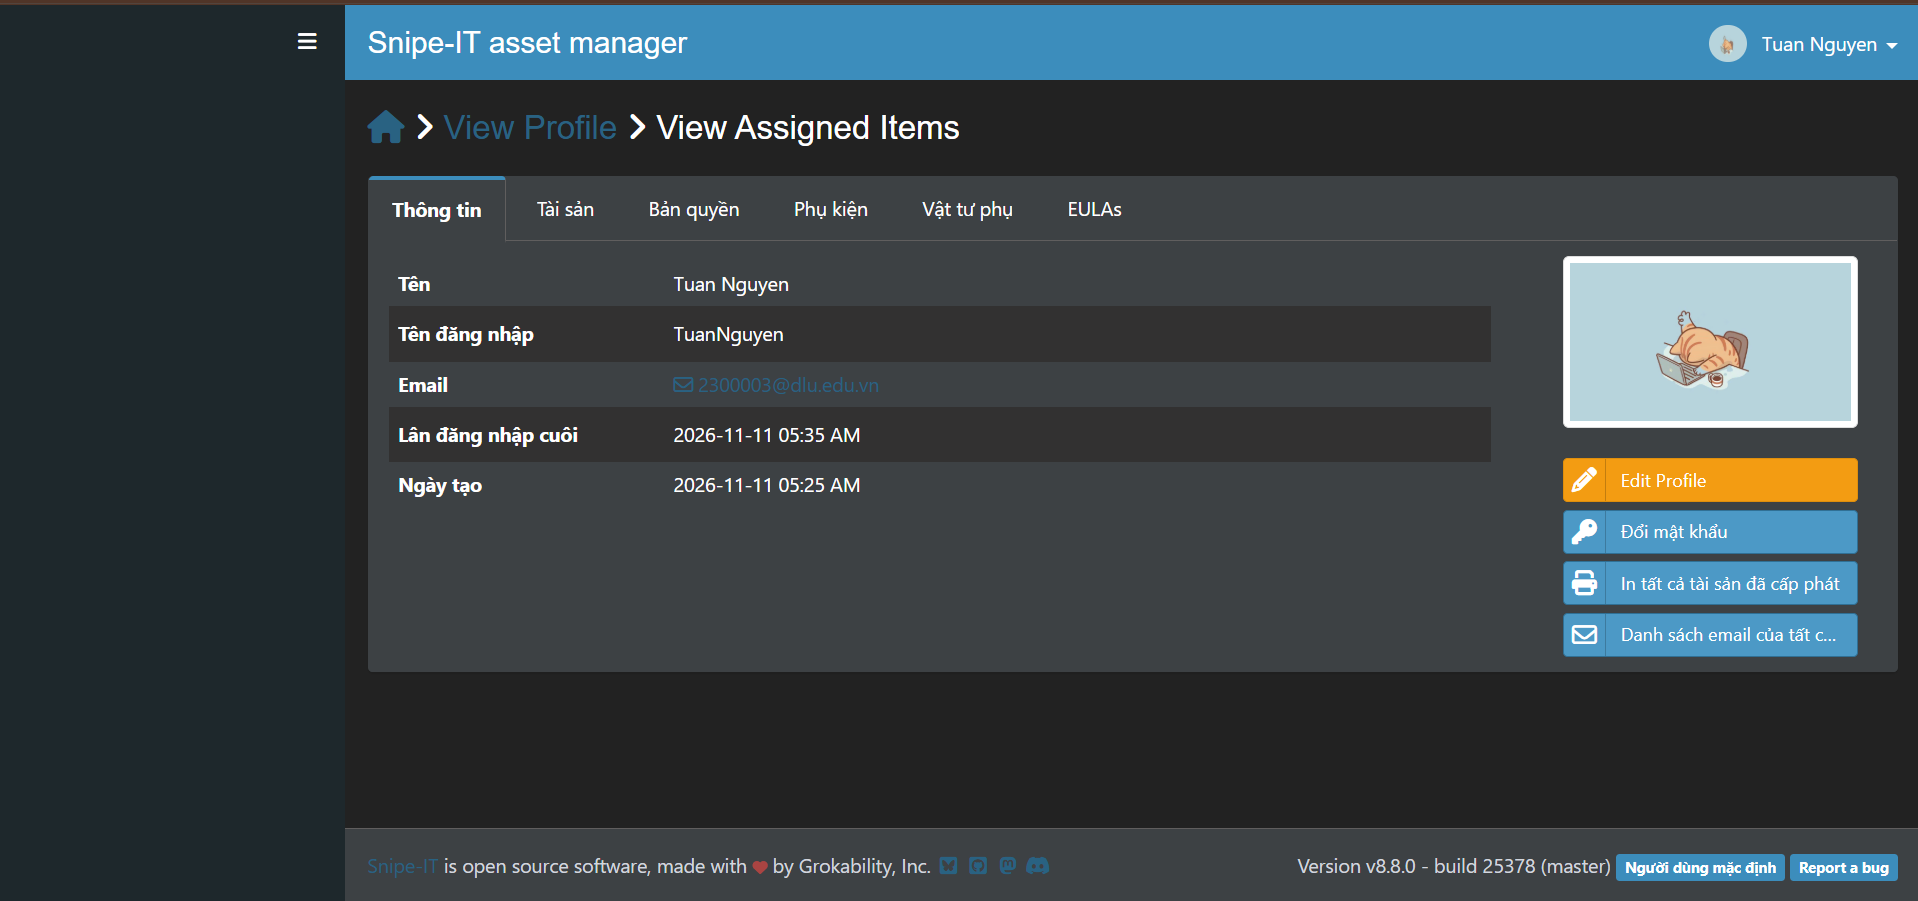 Snipe-IT asset manager
Tuan Nguyen
View Profile View Assigned Items
Thông tin Tài sản Bản quyền Phụ kiện Vật tư phụ EULAs
Tên Tuan Nguyen
Tên đăng nhập TuanNguyen
Email 2300003@dlu.edu.vn
Lần đăng nhập cuối 2026-11-11 05:35 AM
Ngày tạo 2026-11-11 05:25 AM
Edit Profile
Đổi mật khẩu
In tất cả tài sản đã cấp phát
Danh sách email của tất c...
Snipe-IT is open source software, made with by Grokability, Inc.
Version v8.8.0 - build 25378 (master) Người dùng mặc định Report a bug